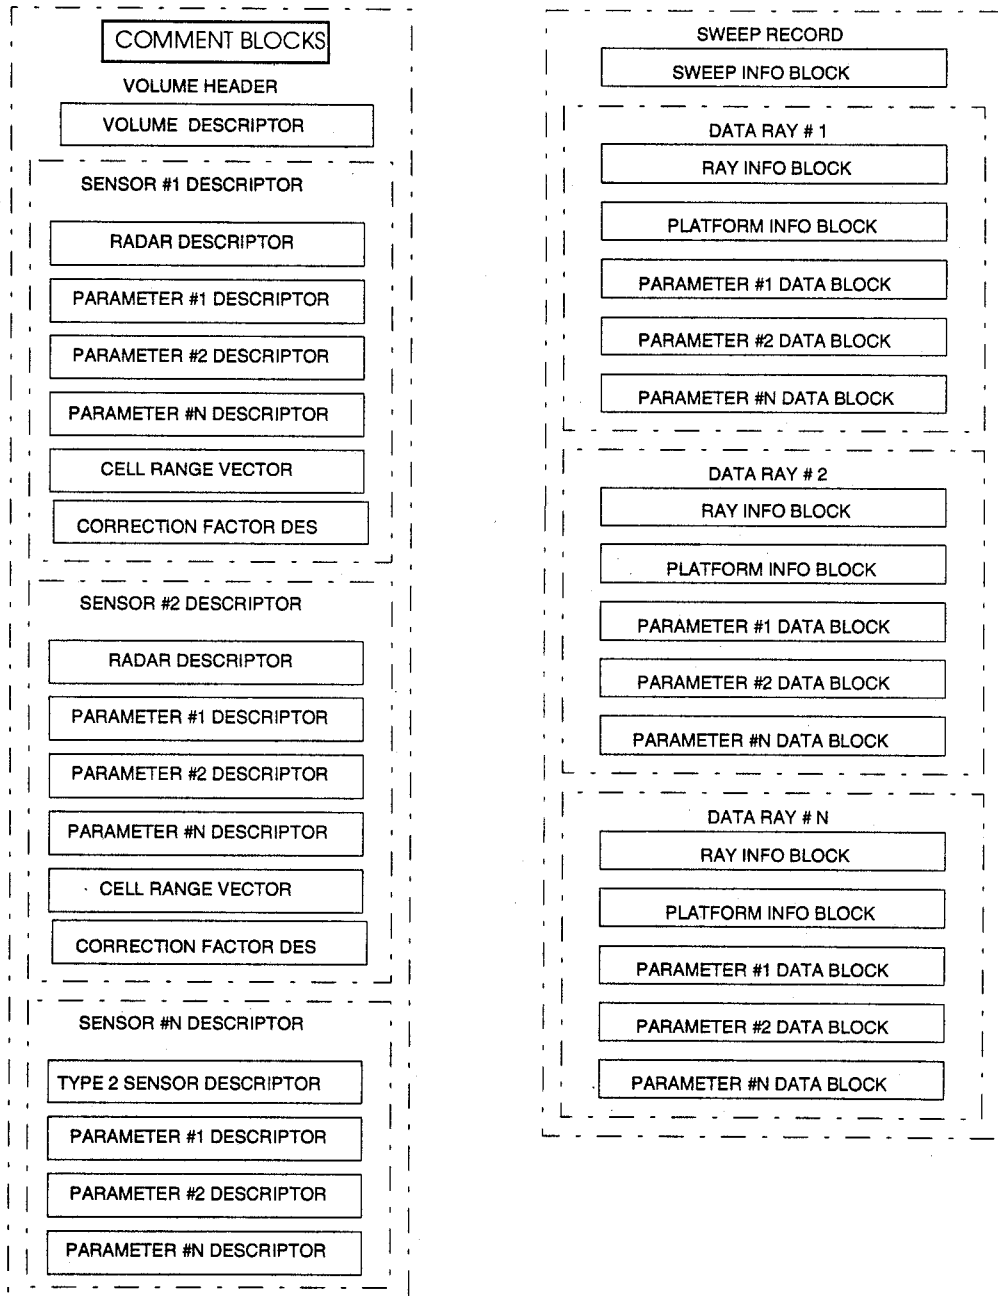 COMMENT BLOCKS
VOLUME HEADER
VOLUME DESCRIPTOR
SENSOR #1 DESCRIPTOR
RADAR DESCRIPTOR
PARAMETER #1 DESCRIPTOR
PARAMETER #2 DESCRIPTOR
PARAMETER #N DESCRIPTOR
CELL RANGE VECTOR
CORRECTION FACTOR DES
SENSOR #2 DESCRIPTOR
RADAR DESCRIPTOR
PARAMETER #1 DESCRIPTOR
PARAMETER #2 DESCRIPTOR
PARAMETER #N DESCRIPTOR
CELL RANGE VECTOR
CORRECTION FACTOR DES
SENSOR #N DESCRIPTOR
TYPE 2 SENSOR DESCRIPTOR
PARAMETER #1 DESCRIPTOR
PARAMETER #2 DESCRIPTOR
PARAMETER #N DESCRIPTOR
SWEEP RECORD
SWEEP INFO BLOCK
DATA RAY # 1
RAY INFO BLOCK
PLATFORM INFO BLOCK
PARAMETER #1 DATA BLOCK
PARAMETER #2 DATA BLOCK
PARAMETER #N DATA BLOCK
DATA RAY # 2
RAY INFO BLOCK
PLATFORM INFO BLOCK
PARAMETER #1 DATA BLOCK
PARAMETER #2 DATA BLOCK
PARAMETER #N DATA BLOCK
DATA RAY # N
RAY INFO BLOCK
PLATFORM INFO BLOCK
PARAMETER #1 DATA BLOCK
PARAMETER #2 DATA BLOCK
PARAMETER #N DATA BLOCK